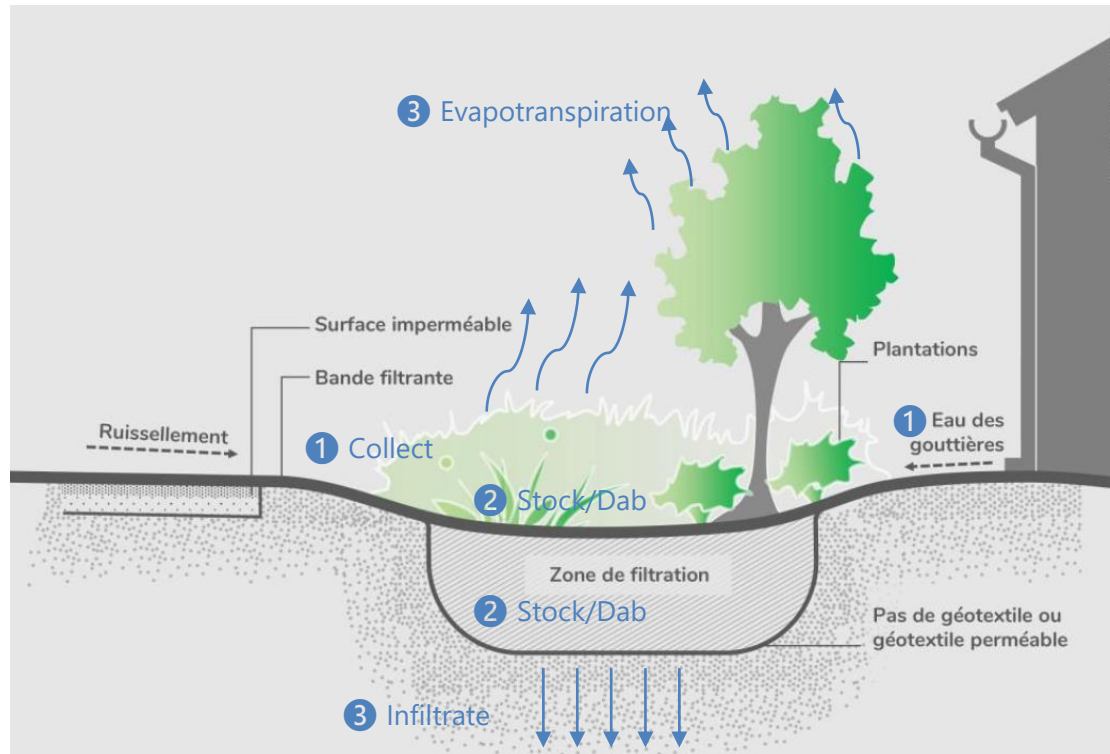 3 Evapotranspiration
Surface imperméable
Bande filtrante
Plantations
Ruissellement
1 Collect
1 Eau des
gouttières
2 Stock/Dab
Zone de filtration
2 Stock/Dab
Pas de géotextile ou
géotextile perméable
3 Infiltrate